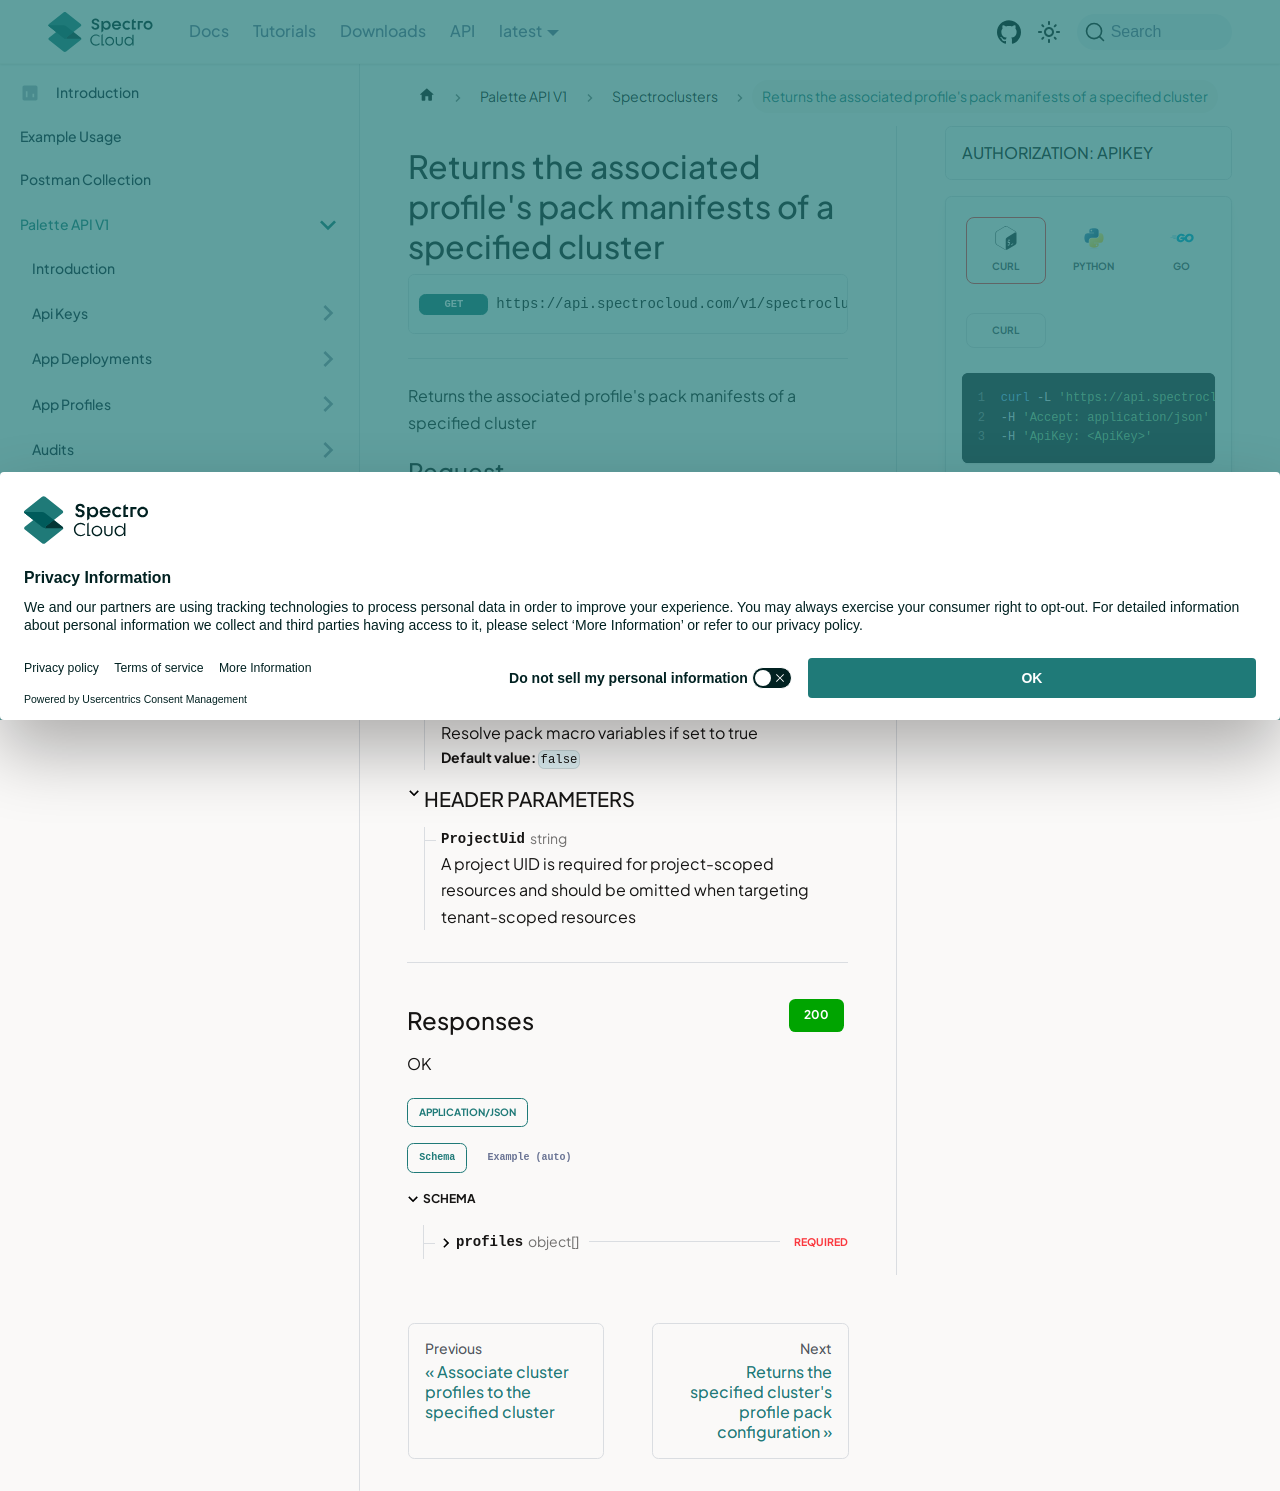 Spectro Cloud
Docs
Tutorials
Downloads
API
latest
Search
Introduction
Example Usage
Postman Collection
Palette API V1
Introduction
Api Keys
App Deployments
App Profiles
Audits
Palette API V1
Spectroclusters
Returns the associated profile's pack manifests of a specified cluster
Returns the associated
profile's pack manifests of a
specified cluster
GET https://api.spectrocloud.com/v1/spectroclu
Returns the associated profile's pack manifests of a
specified cluster
Request
AUTHORIZATION: APIKEY
CURL
PYTHON
GO
CURL
1 curl -L 'https://api.spectrocl
2 -H 'Accept: application/json'
3 -H 'ApiKey: <ApiKey>'
Spectro
Cloud
Privacy Information
We and our partners are using tracking technologies to process personal data in order to improve your experience. You may always exercise your consumer right to opt-out. For detailed information
about personal information we collect and third parties having access to it, please select ‘More Information’ or refer to our privacy policy.
Privacy policy
Terms of service
More Information
Powered by Usercentrics Consent Management
Do not sell my personal information
OK
Resolve pack macro variables if set to true
Default value: false
HEADER PARAMETERS
ProjectUid string
A project UID is required for project-scoped
resources and should be omitted when targeting
tenant-scoped resources
Responses
200
OK
APPLICATION/JSON
Schema
Example (auto)
SCHEMA
profiles object[]
REQUIRED
Previous
« Associate cluster
profiles to the
specified cluster
Next
Returns the
specified cluster's
profile pack
configuration »